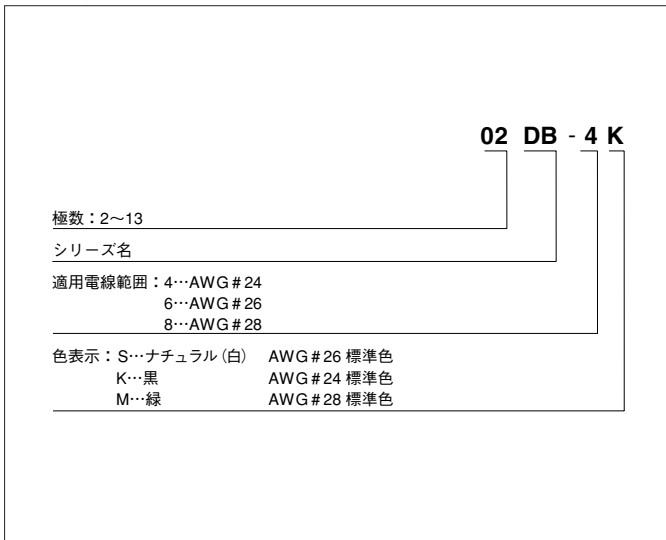 02 DB - 4 K
極数：2〜13
シリーズ名
適用電線範囲：4…AWG＃24
6…AWG＃26
8…AWG＃28
色表示：S…ナチュラル（白） AWG＃26 標準色
K…黒 AWG＃24 標準色
M…緑 AWG＃28 標準色